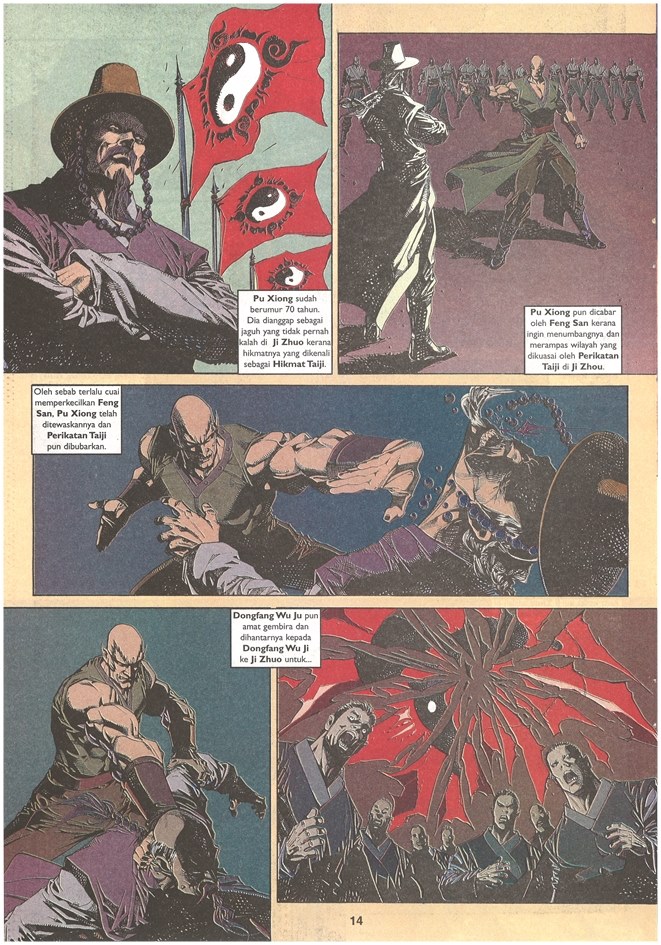 Pu Xiong sudah
berumur 70 tahun.
Dia dianggap sebagai
jaguh yang tidak pernah
kalah di Ji Zhuo kerana
hikmatnya yang dikenali
sebagai Hikmat Taiji.
Pu Xiong pun dicabar
oleh Feng San kerana
ingin menumbangnya dan
merampas wilayah yang
dikuasai oleh Perikatan
Taiji di Ji Zhou.
Oleh sebab terlalu cuai
memperkecilkan Feng
San, Pu Xiong telah
ditewaskannya dan
Perikatan Taiji
pun dibubarkan.
Dongfang Wu Ju pun
amat gembira dan
dihantarnya kepada
Dongfang Wu Ji
ke Ji Zhuo untuk...
14